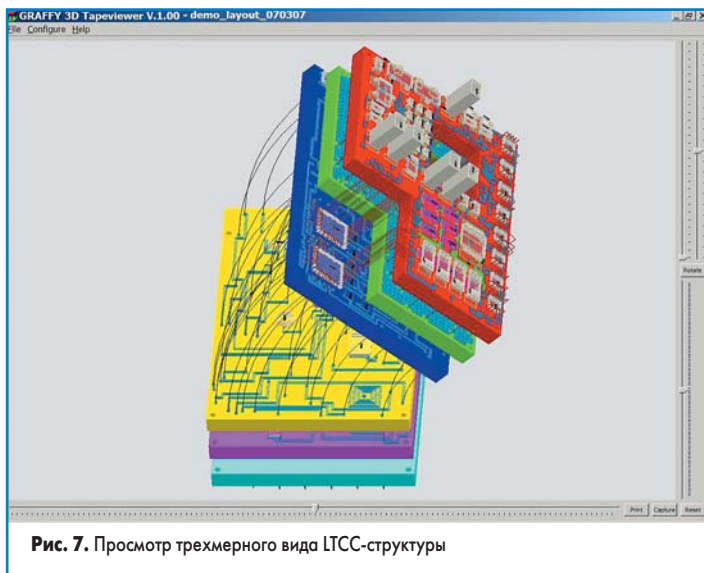 GRAFFY 3D Tapeviewer V.1.00 - demo_layout_070307
File Configure Help
Rotate
Print Capture Reset
Рис. 7. Просмотр трехмерного вида LTCC-структуры